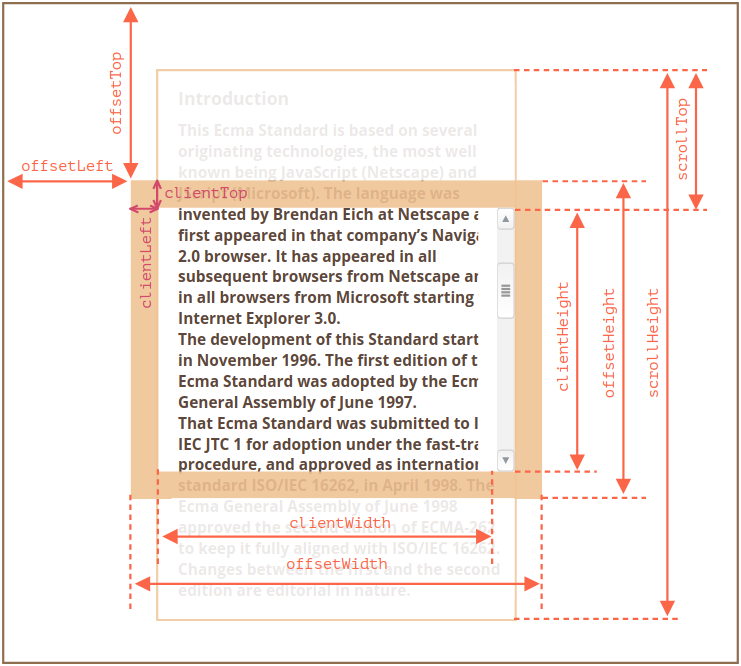 offsetTop
offsetLeft
scrollTop
Introduction
This Ecma Standard is based on several
originating technologies, the most well
known being JavaScript (Netscape) and
(Microsoft). The language was
clientTop
clientLeft
invented by Brendan Eich at Netscape a
first appeared in that company’s Naviga
2.0 browser. It has appeared in all
subsequent browsers from Netscape an
in all browsers from Microsoft starting
Internet Explorer 3.0.
The development of this Standard start
in November 1996. The first edition of t
Ecma Standard was adopted by the Ecm
General Assembly of June 1997.
That Ecma Standard was submitted to I
IEC JTC 1 for adoption under the fast-tra
procedure, and approved as internation
standard ISO/IEC 16262, in April 1998. The
Ecma General Assembly of June 1998
approved the second edition of ECMA-262
to keep it fully aligned with ISO/IEC 16262.
Changes between the first and the second
edition are editorial in nature.
clientHeight
offsetHeight
scrollHeight
clientWidth
offsetWidth